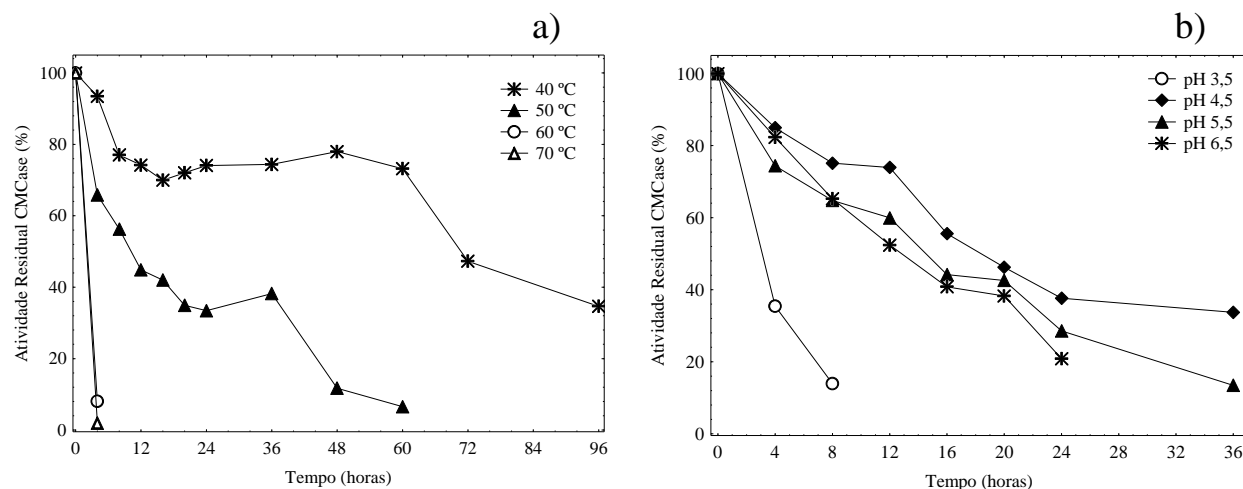 a)
100
80
60
40
20
0
Atividade Residual CMCase (%)
40 ºC
50 ºC
60 ºC
70 ºC
0 12 24 36 48 60 72 84 96
Tempo (horas)
b)
100
80
60
40
20
0
Atividade Residual CMCase (%)
pH 3,5
pH 4,5
pH 5,5
pH 6,5
0 4 8 12 16 20 24 28 32 36
Tempo (horas)